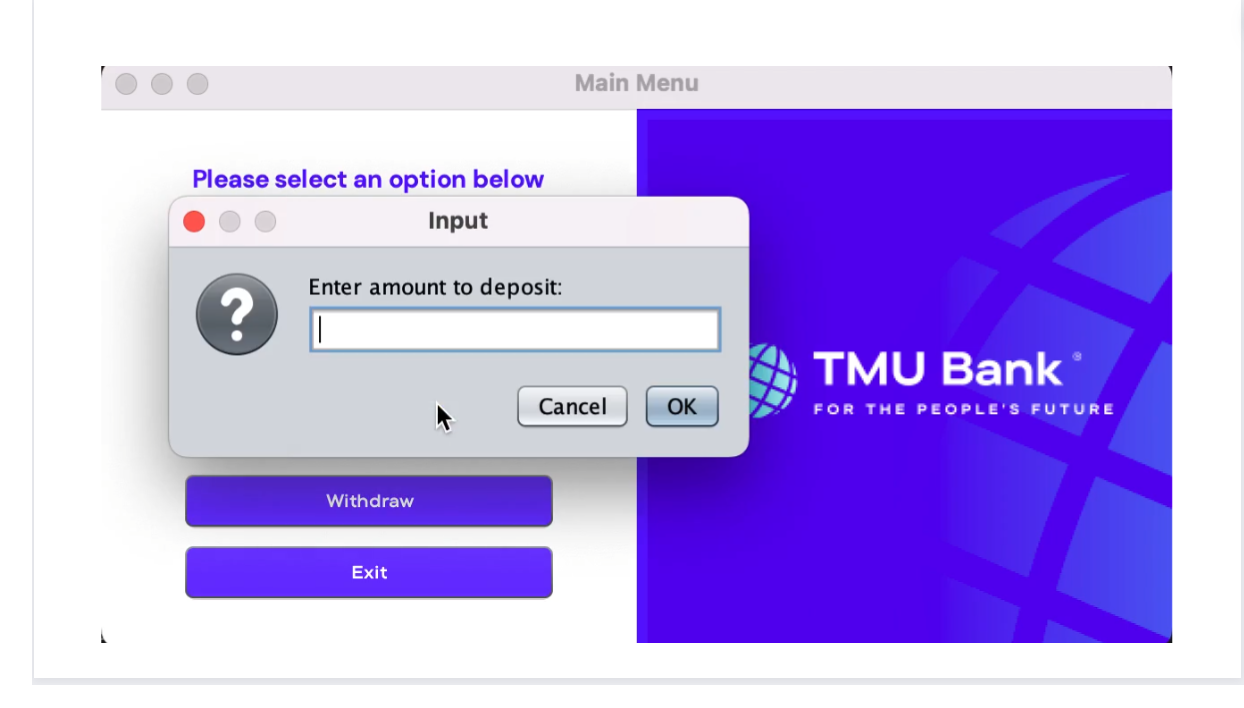 Main Menu
Please select an option below
Input
?
Enter amount to deposit:
Cancel
OK
TMU Bank ®
FOR THE PEOPLE'S FUTURE
Withdraw
Exit